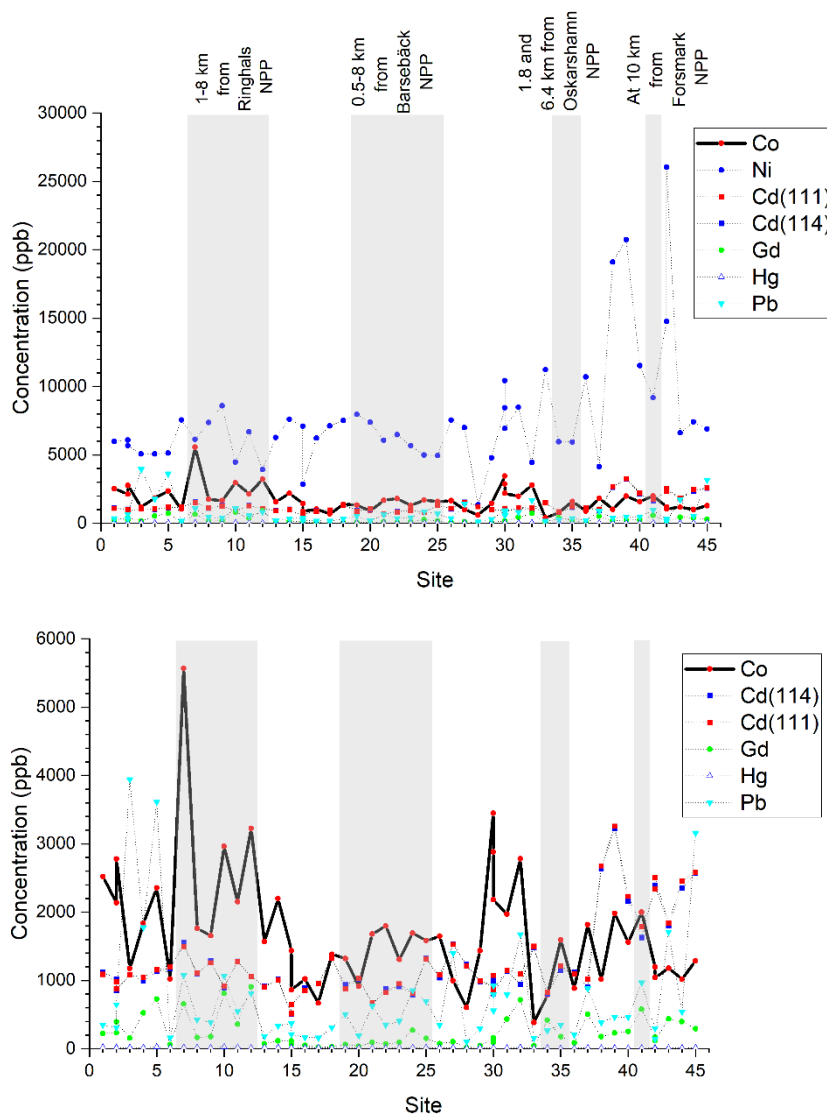 1-8 km
from
Ringhals
NPP
0.5-8 km
from
Barsebäck
NPP
1.8 and
6.4 km from
Oskarshamn
NPP
At 10 km
from
Forsmark
NPP
30000
25000
20000
15000
10000
5000
0
Concentration (ppb)
0 5 10 15 20 25 30 35 40 45
Site
Co
Ni
Cd(111)
Cd(114)
Gd
Hg
Pb
6000
5000
4000
3000
2000
1000
0
Concentration (ppb)
0 5 10 15 20 25 30 35 40 45
Site
Co
Cd(114)
Cd(111)
Gd
Hg
Pb